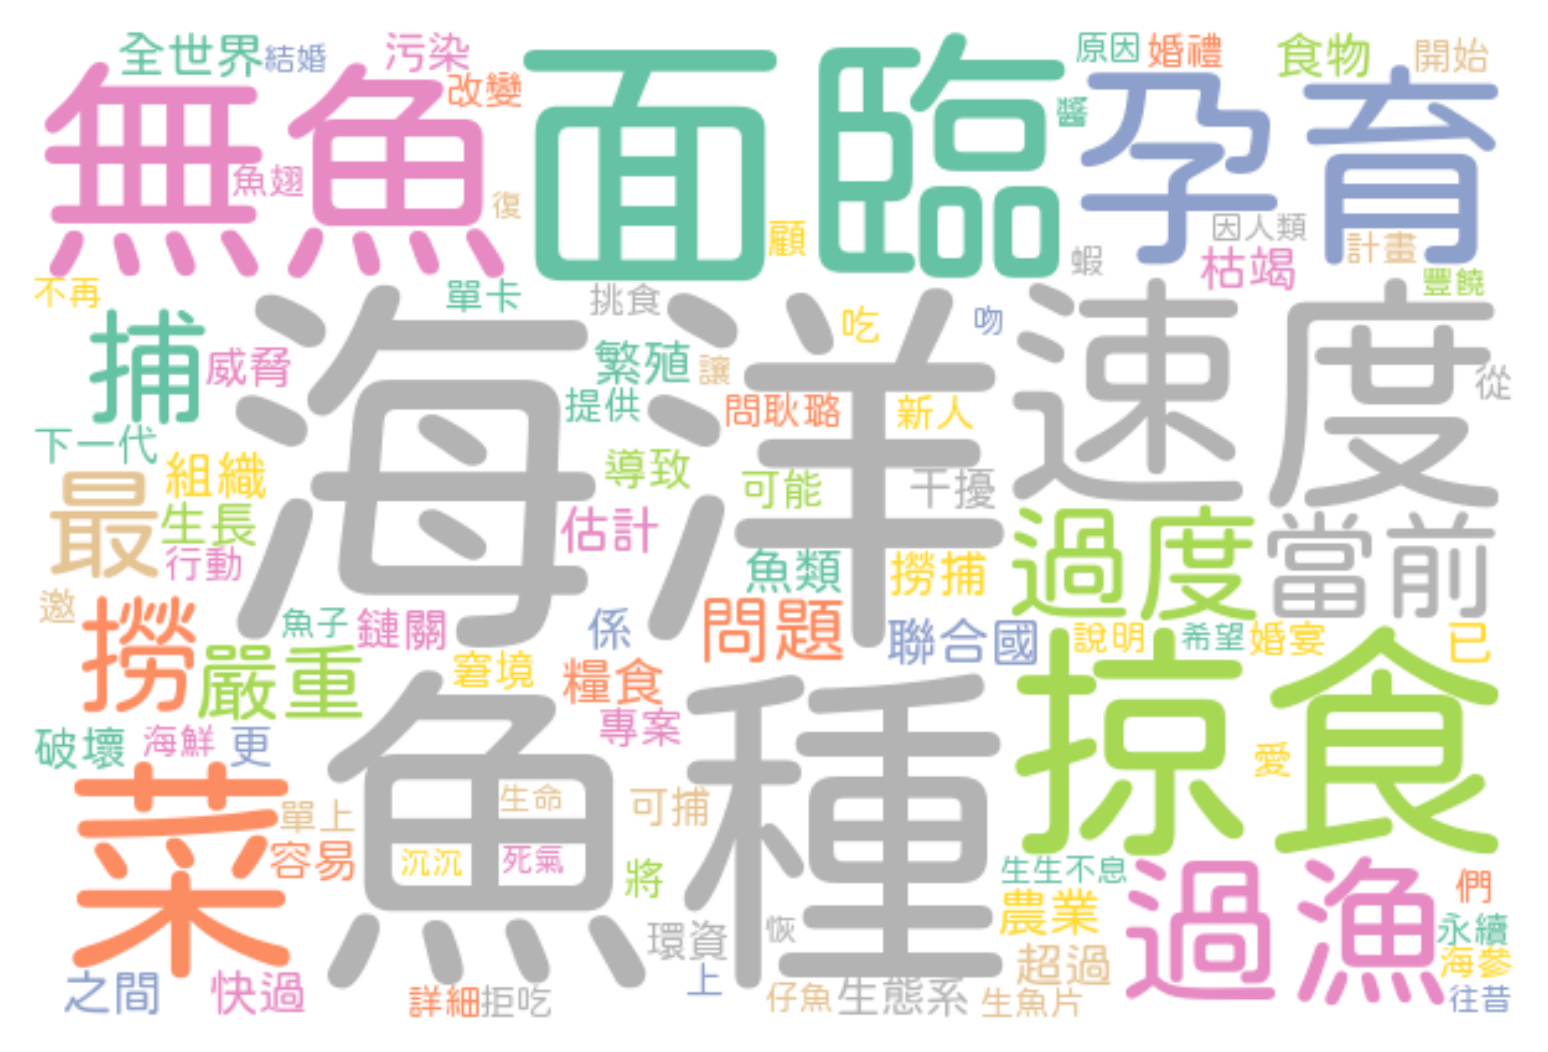 全世界 結婚 污染 原因 婚禮 食物 開始
無魚 面臨 改變 醬 孕育
魚翅 復 顧 因人類 計畫
蝦 枯竭 豐饒
不再 單卡 挑食 吃 吻
海洋 速度
捕 威脅 繁殖 讓 從
提供 問耿璐 新人
下一代 組織 導致 可能 干擾
最 生長 估計 過度 當前
行動 魚類 撈捕
邀 撈 魚子 鏈關 係 問題 聯合國 說明 希望 婚宴 已
嚴重 窘境 糧食 掠食
破壞 海鮮 更 魚種 專案 愛
菜 單上 生命 可捕
容易 沉沉 死氣 將 生生不息 過漁 們
環資 恢 農業 永續
超過 海參
之間 快過 詳細 拒吃 上 仔魚 生態系 生魚片 往昔